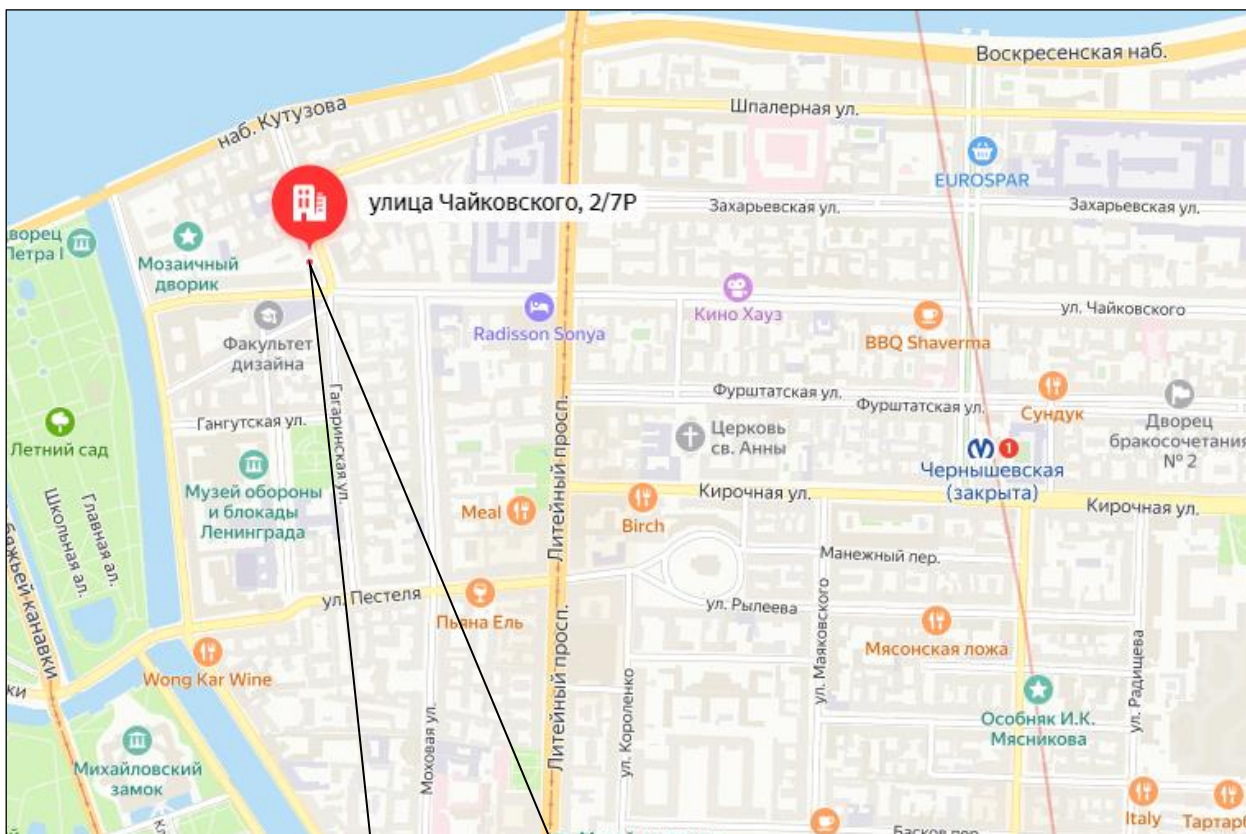 Воскресенская наб.
наб. Кутузова
Шпалерная ул.
EUROSPAR
улица Чайковского, 2/7Р
Захарьевская ул.
Захарьевская ул.
Петра I
Мозаичный
дворик
Radisson Sonya
Кино Хауз
ул. Чайковского
BBQ Shaverma
Факультет
дизайна
Гагаринская ул.
Гангутская ул.
Фурштатская ул.
Фурштатская ул.
Сундук
Дворец
бракосочетания
№ 2
Летний сад
Литейный просп.
Церковь
св. Анны
1
Чернышевская
(закрыта)
Музей обороны
и блокады
Ленинграда
Школьная ал.
Главная ал.
Meal
Birch
Кирочная ул.
Кирочная ул.
Манежный пер.
ул. Пестеля
Пьяна Ель
ул. Рылеева
ул. Маяковского
Мясонская ложа
ул. Радищева
Wong Kar Wine
Литейный просп.
ул. Короленко
Моховая ул.
Особняк И.К.
Мясникова
Михайловский
замок
Italy
Басков пер.